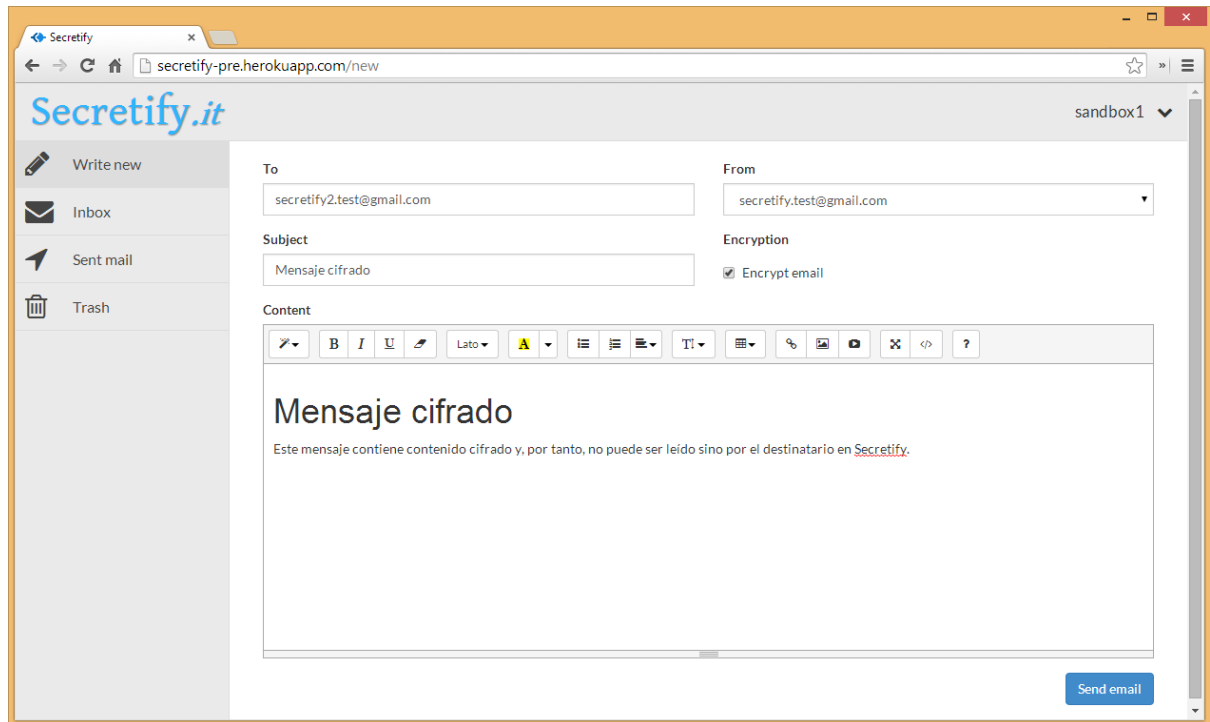 Secretify
secretify-pre.herokuapp.com/new
Secretify.it
sandbox1
Write new
Inbox
Sent mail
Trash
To
From
secretify2.test@gmail.com
secretify.test@gmail.com
Subject
Encryption
Mensaje cifrado
Encrypt email
Content
B I U Lato A TI </> ?
Mensaje cifrado
Este mensaje contiene contenido cifrado y, por tanto, no puede ser leído sino por el destinatario en Secretify.
Send email